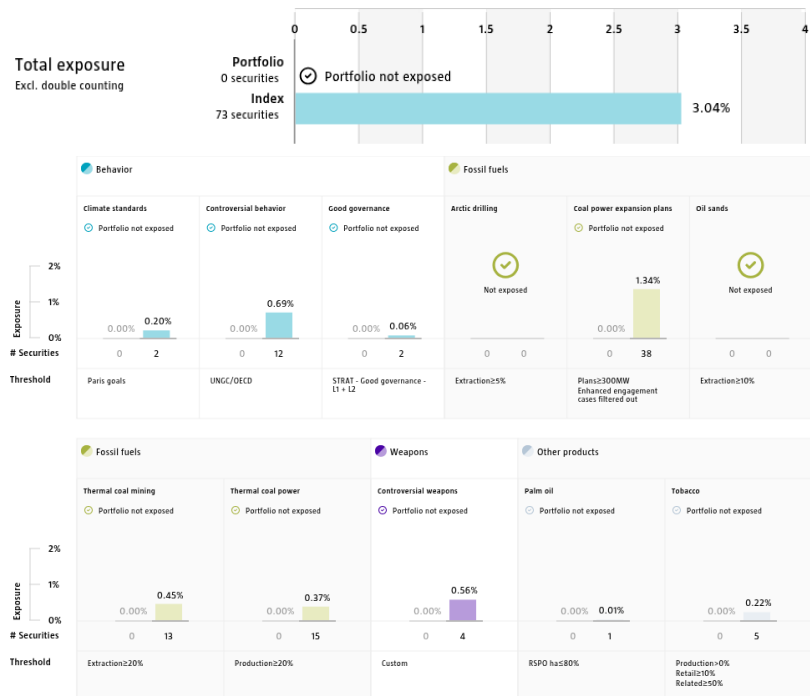 0 0.5 1 1.5 2 2.5 3 3.5 4
Total exposure
Excl. double counting
Portfolio
0 securities
Portfolio not exposed
Index
73 securities
3.04%
Behavior
Fossil fuels
Climate standards
Controversial behavior
Good governance
Arctic drilling
Coal power expansion plans
Oil sands
Portfolio not exposed
Portfolio not exposed
Portfolio not exposed
Portfolio not exposed
Not exposed
Not exposed
Exposure
2%
1%
0%
0.00% 0.20%
0.00% 0.69%
0.00% 0.06%
0.00% 1.34%
# Securities
0 2
0 12
0 2
0 0
0 38
0 0
Threshold
Paris goals
UNGC/OECD
STRAT - Good governance -
L1 + L2
Extraction≥5%
Plans≥300MW
Enhanced engagement
cases filtered out
Extraction≥10%
Fossil fuels
Weapons
Other products
Thermal coal mining
Thermal coal power
Controversial weapons
Palm oil
Tobacco
Portfolio not exposed
Portfolio not exposed
Portfolio not exposed
Portfolio not exposed
Portfolio not exposed
Exposure
2%
1%
0%
0.00% 0.45%
0.00% 0.37%
0.00% 0.56%
0.00% 0.01%
0.00% 0.22%
# Securities
0 13
0 15
0 4
0 1
0 5
Threshold
Extraction≥20%
Production≥20%
Custom
RSPO ha≤80%
Production>0%
Retail≥10%
Related≥50%